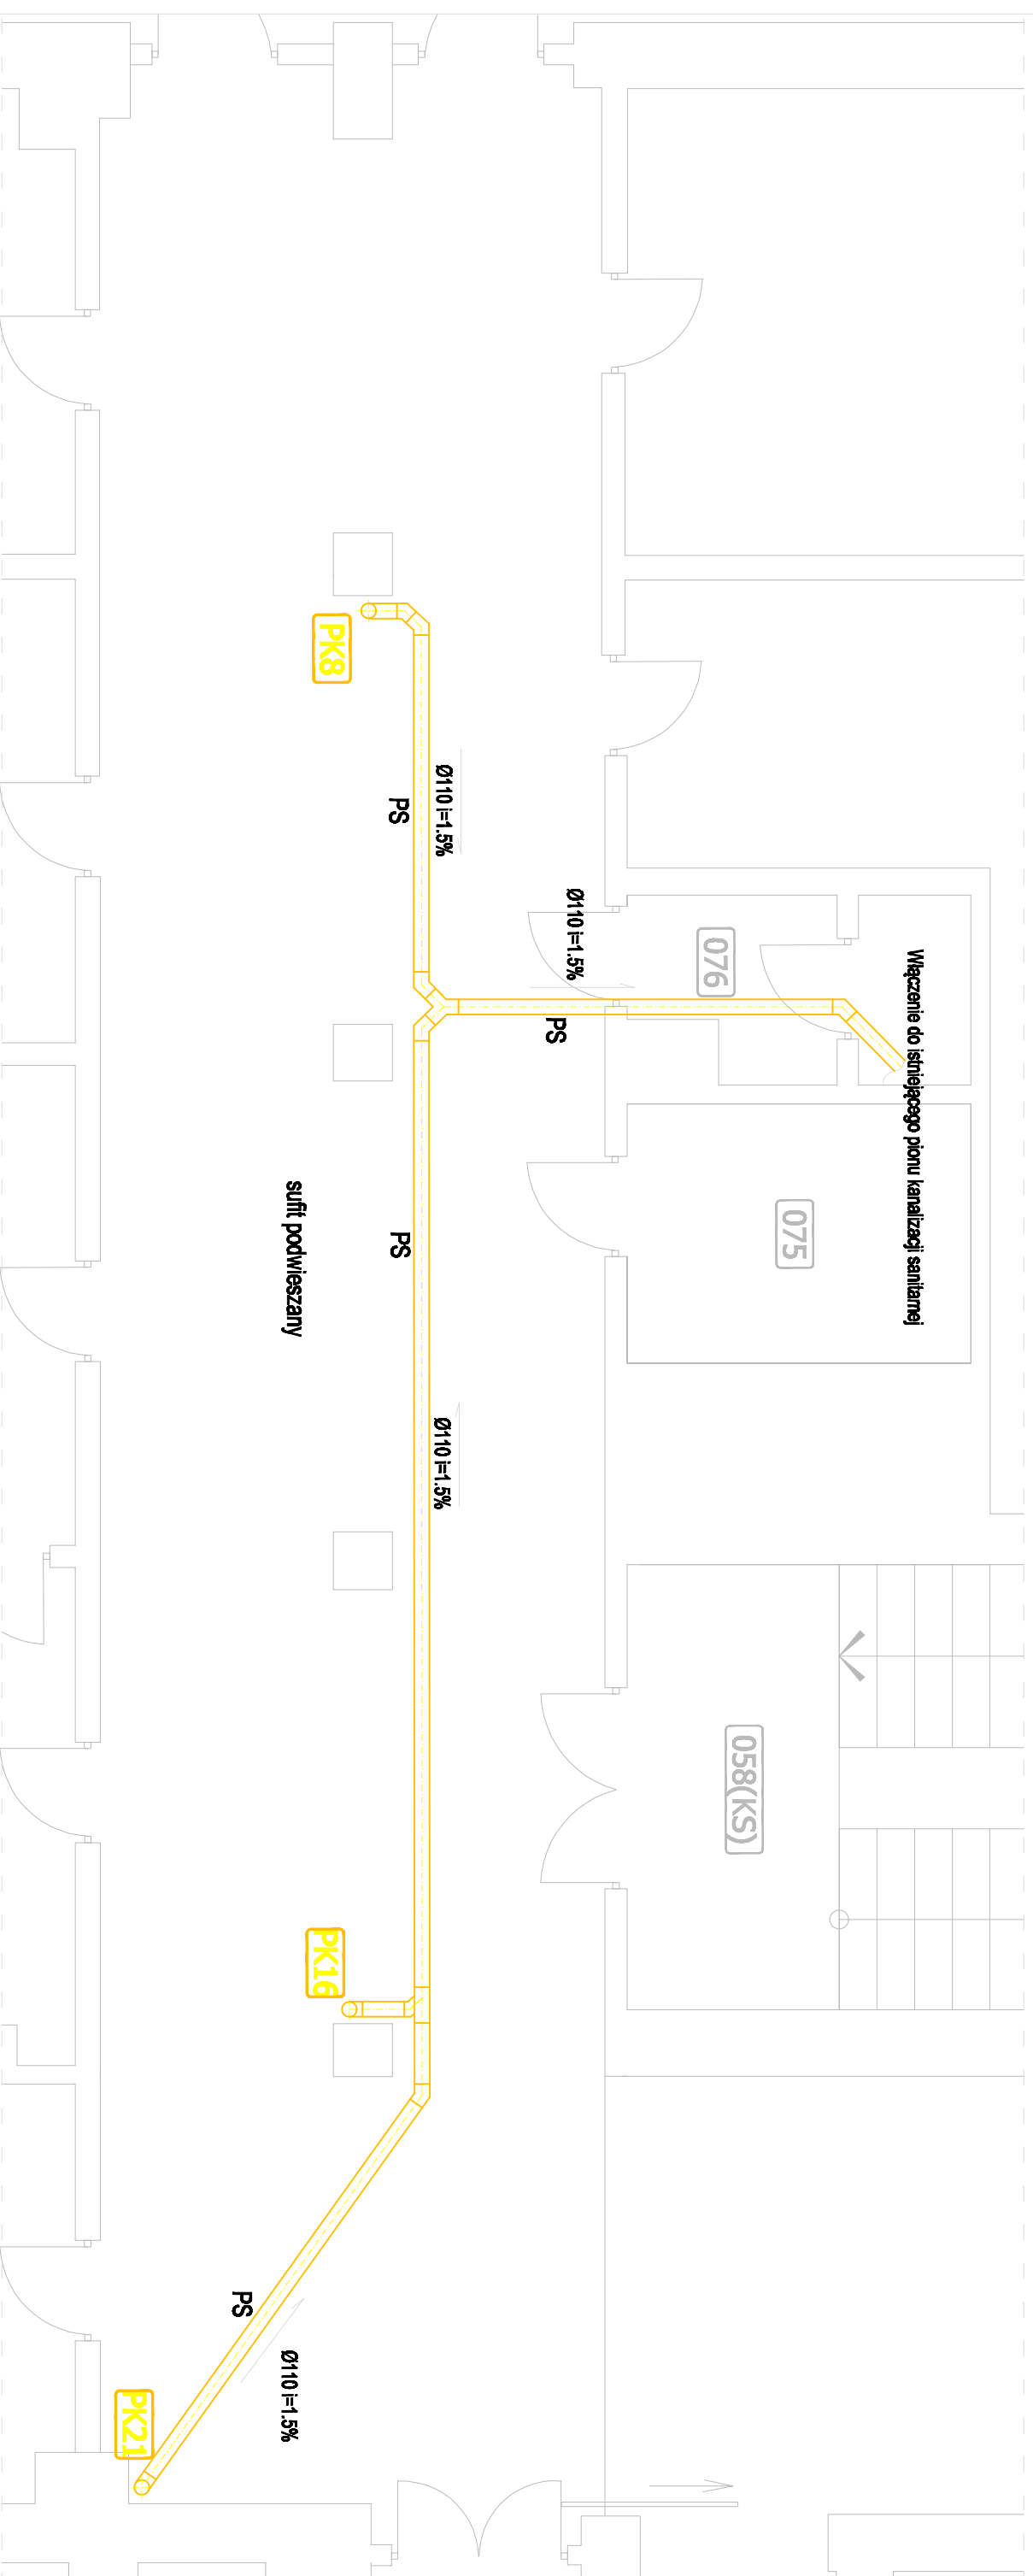 Włączenie do istniejącego pionu kanalizacji sanitarnej
076
075
058(KS)
Ø110 i=1.5%
PS
Ø110 i=1.5%
PS
PK8
Ø110 i=1.5%
PS
sufit podwieszany
PK16
PS
Ø110 i=1.5%
PK21